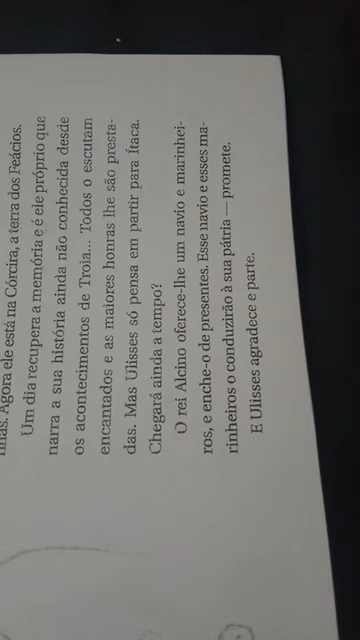 Agora ele está na Córcira, a terra dos Feácios.
Um dia recupera a memória e é ele próprio que
narra a sua história ainda não conhecida desde
os acontecimentos de Troia... Todos o escutam
encantados e as maiores honras lhe são presta-
das. Mas Ulisses só pensa em partir para Ítaca.
Chegará ainda a tempo?
O rei Alcino oferece-lhe um navio e marinhei-
ros, e enche-o de presentes. Esse navio e esses ma-
rinheiros o conduzirão à sua pátria — promete.
E Ulisses agradece e parte.